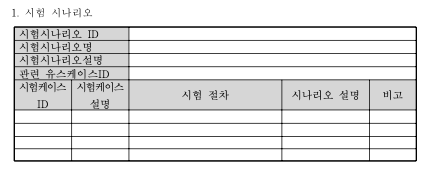 1. 시험 시나리오
시험시나리오 ID
시험시나리오명
시험시나리오설명
관련 유스케이스ID
시험케이스 ID
시험케이스 설명
시험 절차
시나리오 설명
비고